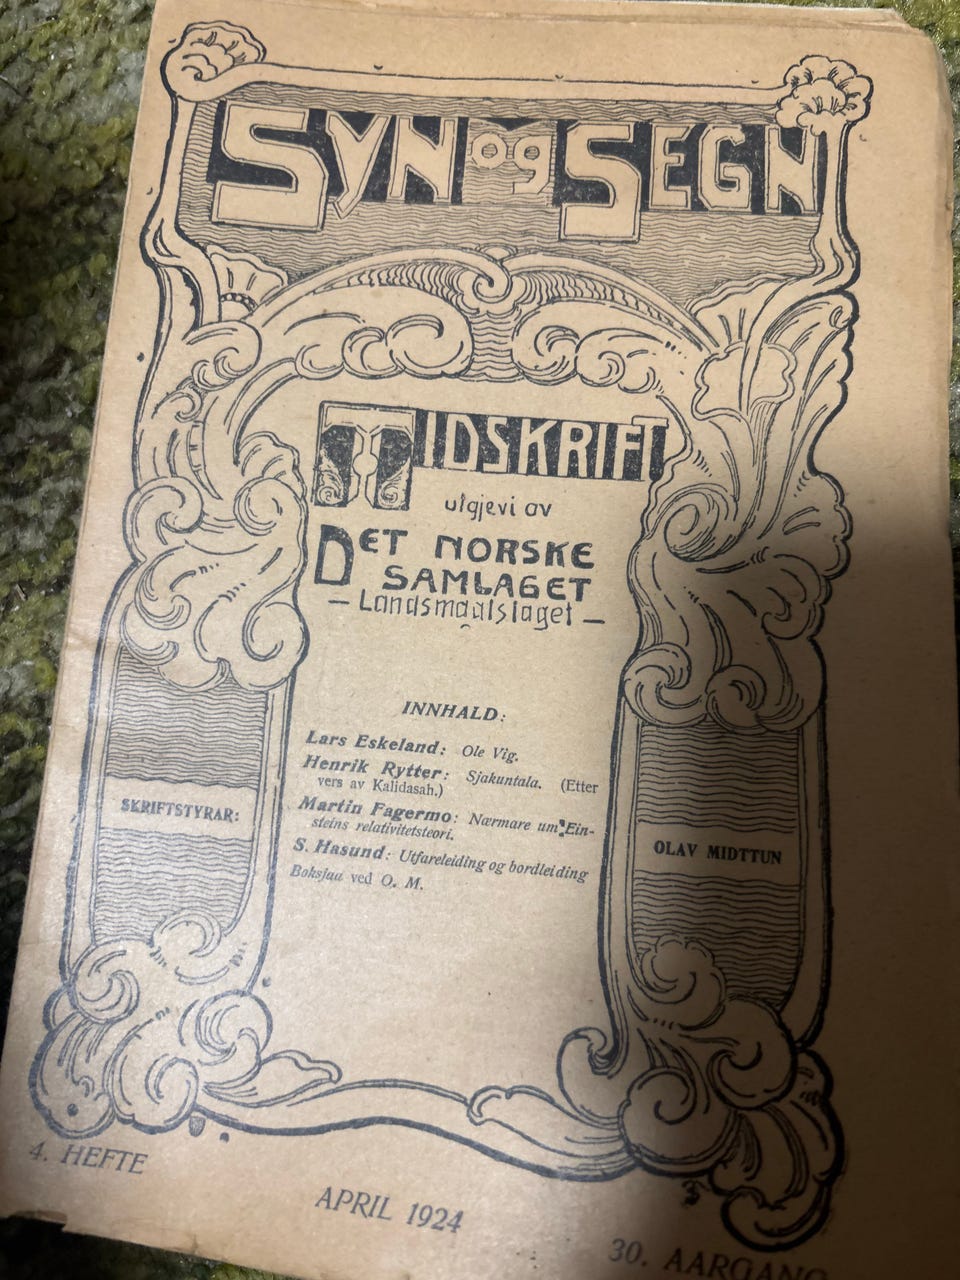 SYN og SEGN
TIDSKRIFT
utgjevi av
DET NORSKE
SAMLAGET
— Landsmaalslaget —
INNHALD:
Lars Eskeland: Ole Vig.
Henrik Rytter: Sjakuntala. (Etter
vers av Kalidasah.)
Martin Fagermo: Nærmare um Ein-
steins relativitetsteori.
S. Hasund: Utfareleiding og bordleiding
Boksjaa ved O. M.
SKRIFTSTYRAR:
OLAV MIDTTUN
4. HEFTE
APRIL 1924
30. AARGANG